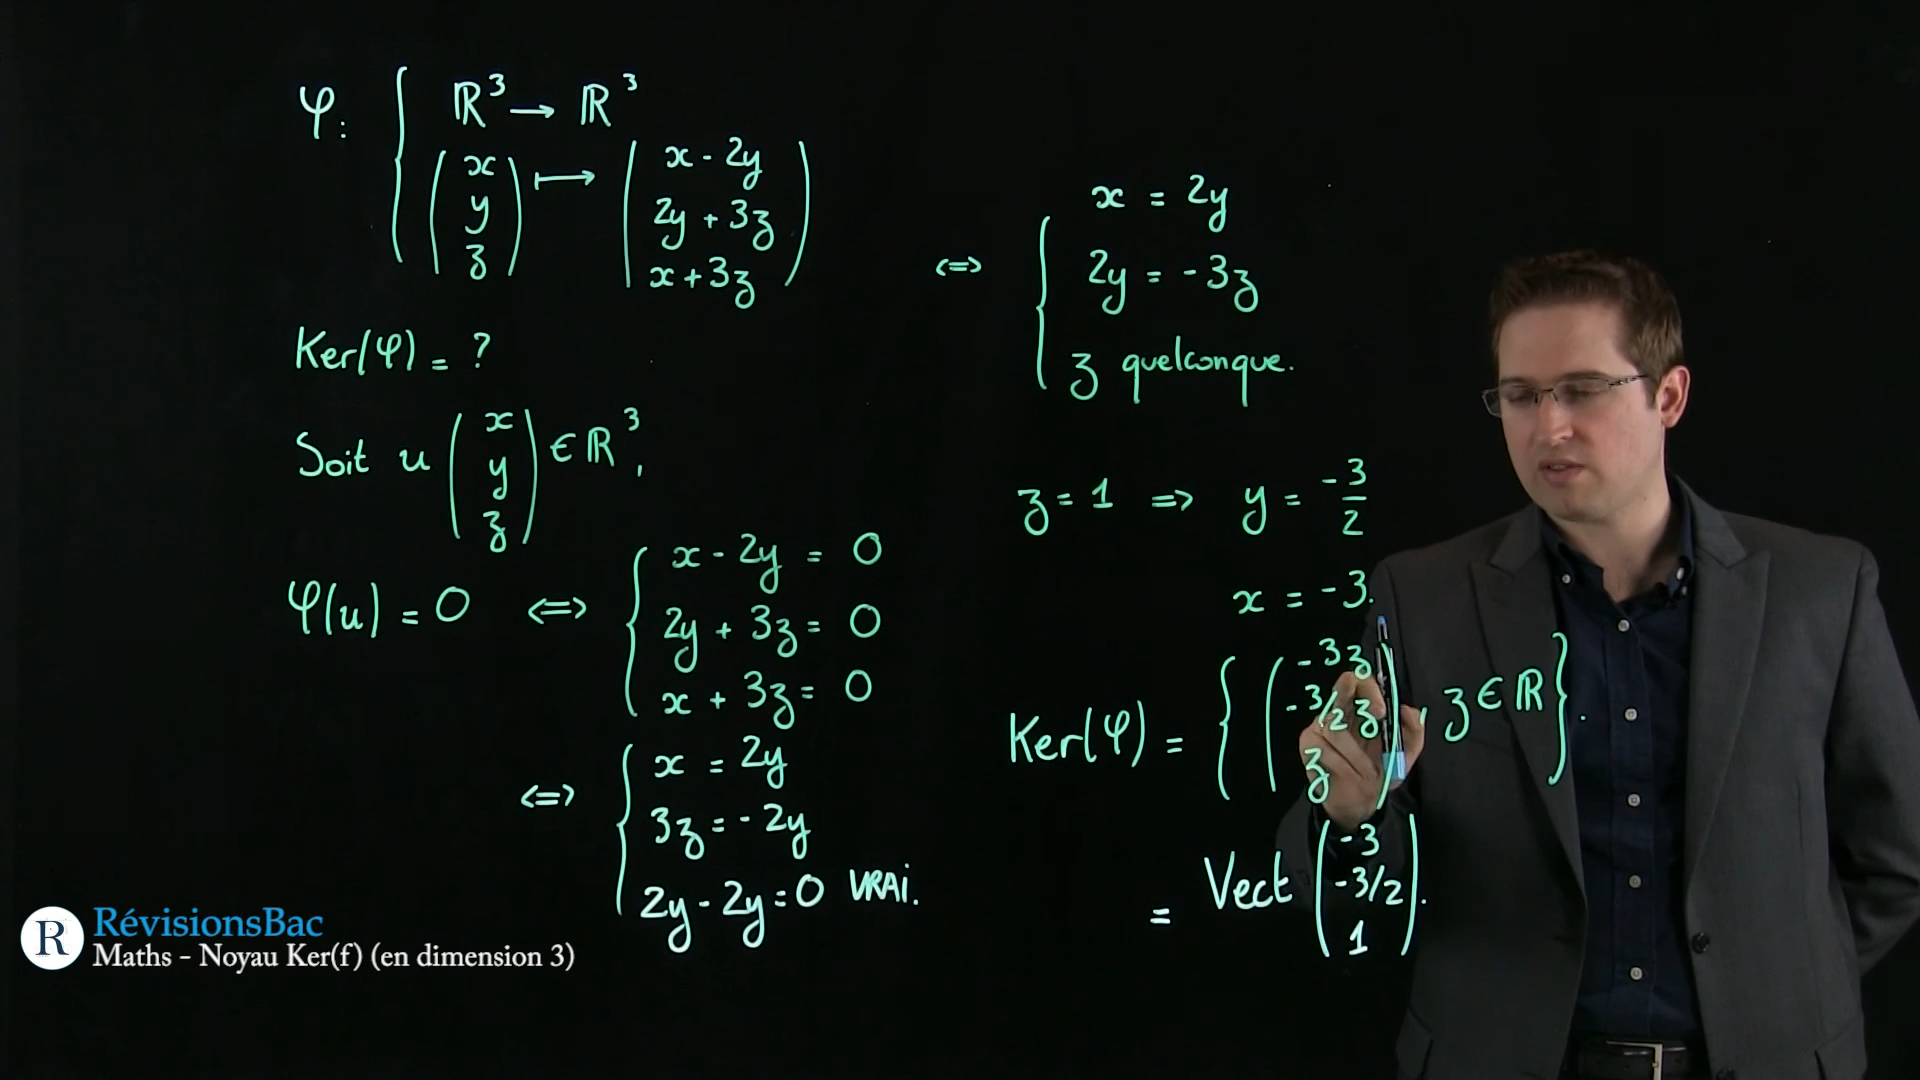 φ: { ℝ³ → ℝ³
(x y z) ↦ (x - 2y, 2y + 3z, x + 3z)
Ker(φ) = ?
Soit u (x y z) ∈ ℝ³,
φ(u) = 0 <=> { x - 2y = 0
2y + 3z = 0
x + 3z = 0
<=> { x = 2y
3z = - 2y
2y - 2y = 0 VRAI.
<=> { x = 2y
2y = - 3z
z quelconque.
z = 1 => y = -3/2
x = -3.
Ker(φ) = { (-3z, -3/2 z, z), z ∈ ℝ }.
= Vect (-3, -3/2, 1).
R RévisionsBac
Maths - Noyau Ker(f) (en dimension 3)